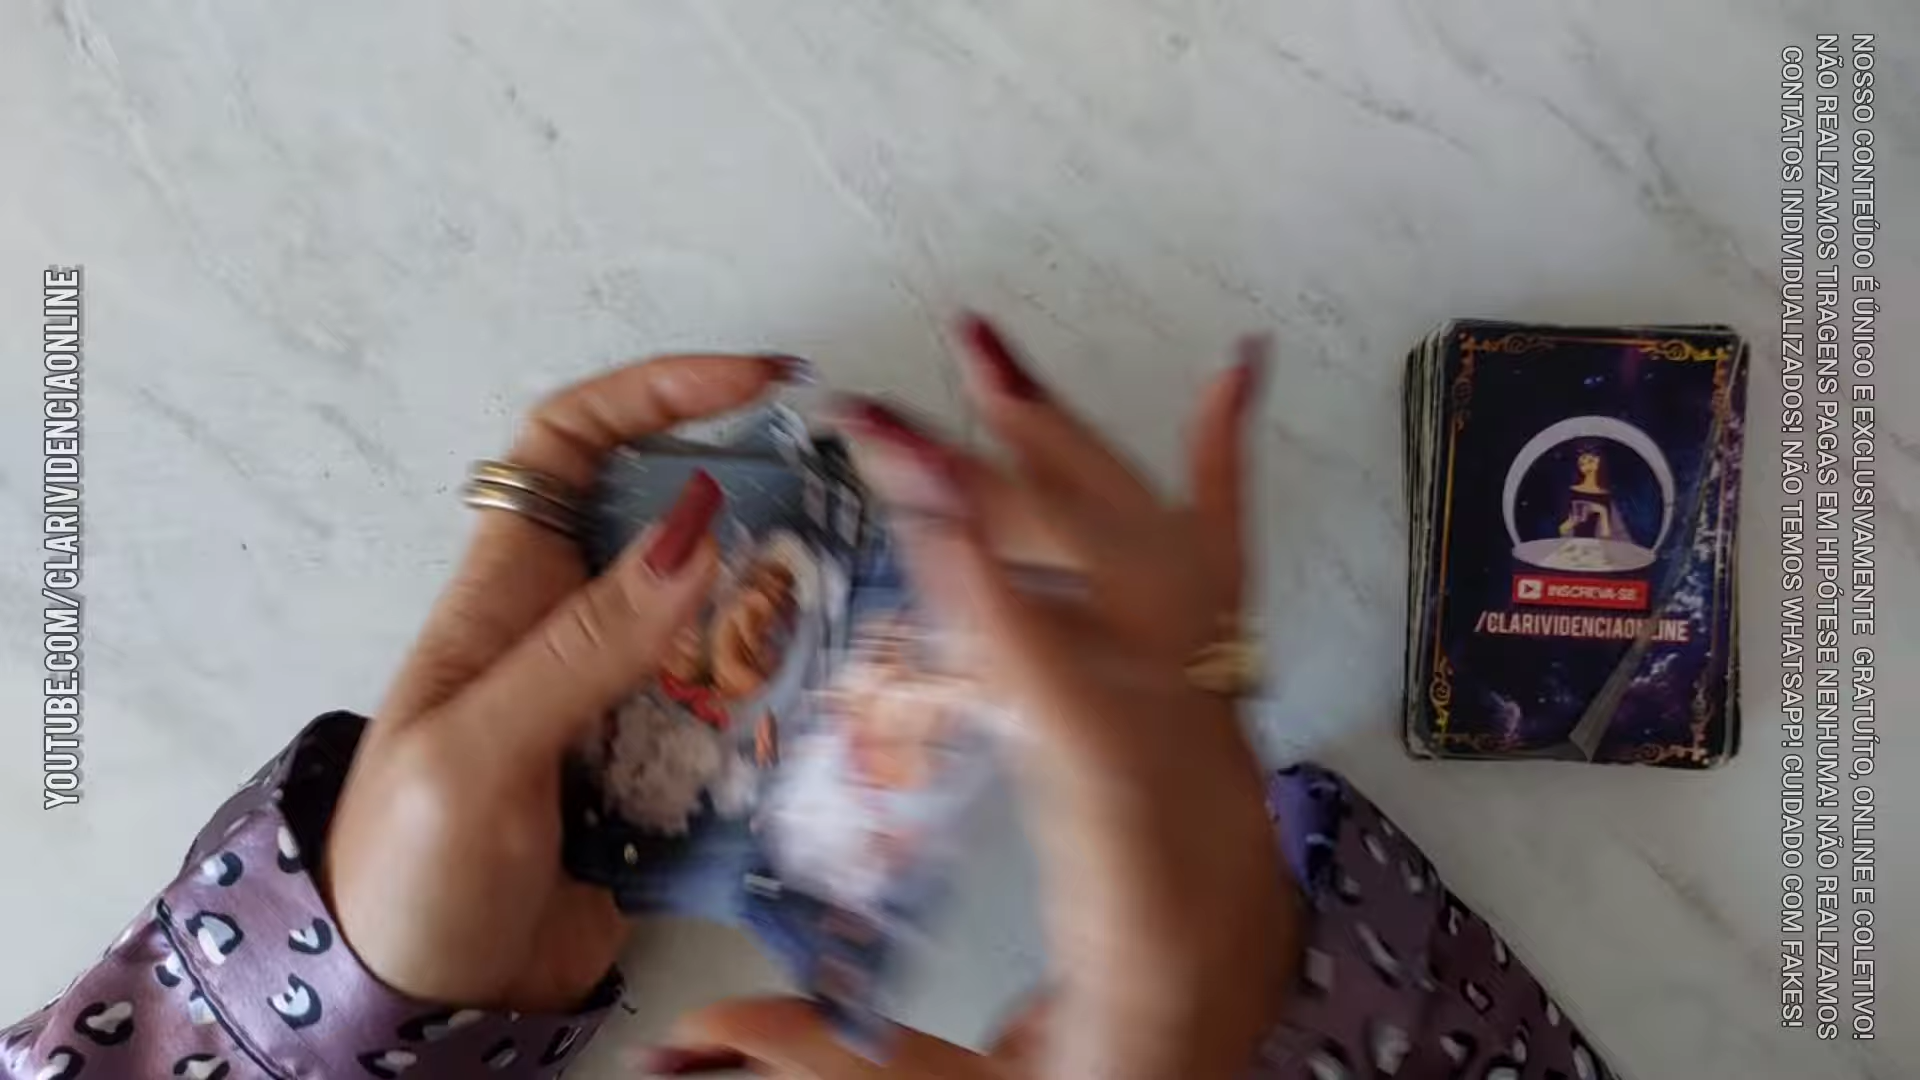 YOUTUBE.COM/CLARIVIDENCIAONLINE
INSCREVA-SE
/CLARIVIDENCIAONLINE
NOSSO CONTEÚDO É ÚNICO E EXCLUSIVAMENTE GRATUÍTO, ONLINE E COLETIVO!
NÃO REALIZAMOS TIRAGENS PAGAS EM HIPÓTESE NENHUMA! NÃO REALIZAMOS
CONTATOS INDIVIDUALIZADOS! NÃO TEMOS WHATSAPP! CUIDADO COM FAKES!